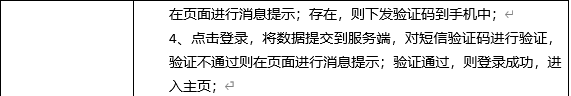 在页面进行消息提示；存在，则下发验证码到手机中；
4、点击登录，将数据提交到服务端，对短信验证码进行验证，
验证不通过则在页面进行消息提示；验证通过，则登录成功，进
入主页；